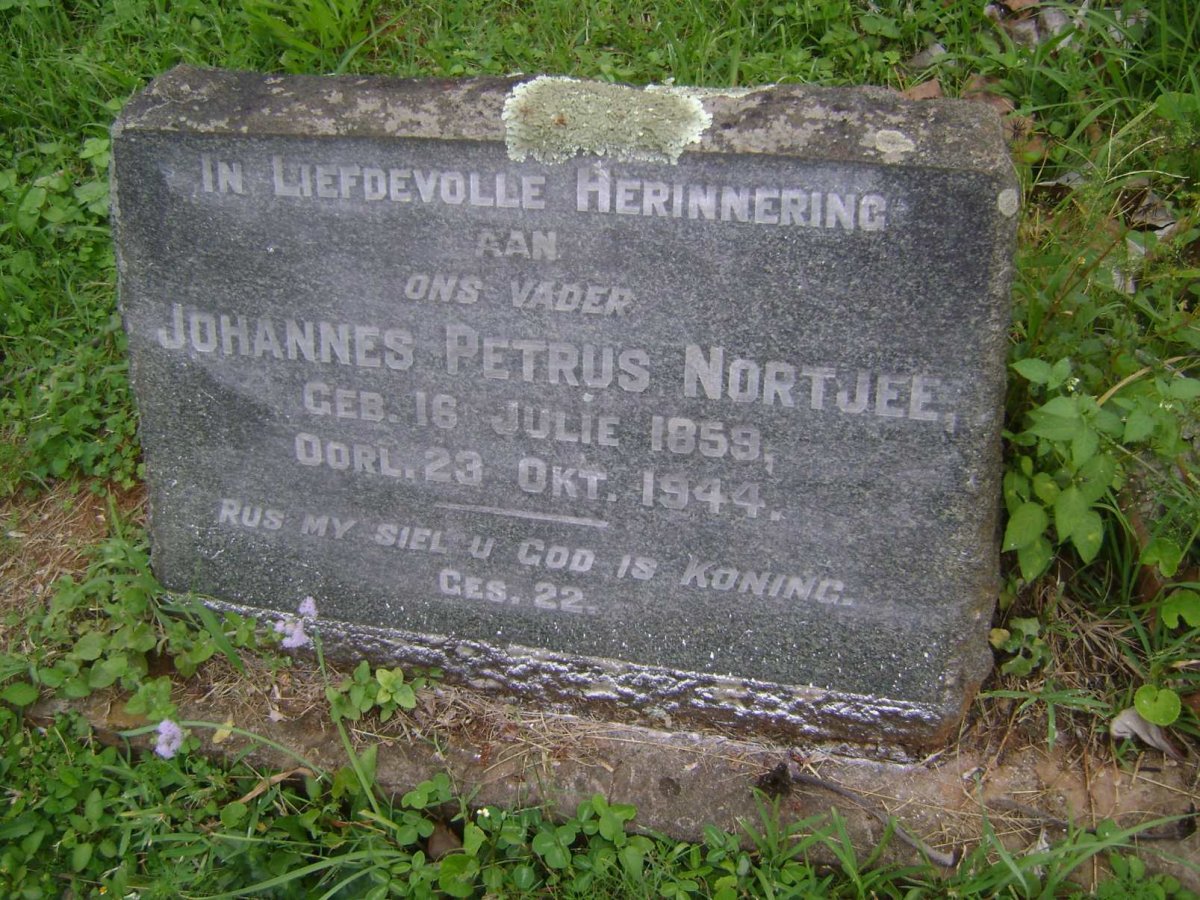 IN LIEFDEVOLLE HERINNERING
AAN
ONS VADER
JOHANNES PETRUS NORTJEE,
GEB. 16 JULIE 1859,
OORL. 23 OKT. 1944.
RUS MY SIEL U GOD IS KONING.
GES. 22.